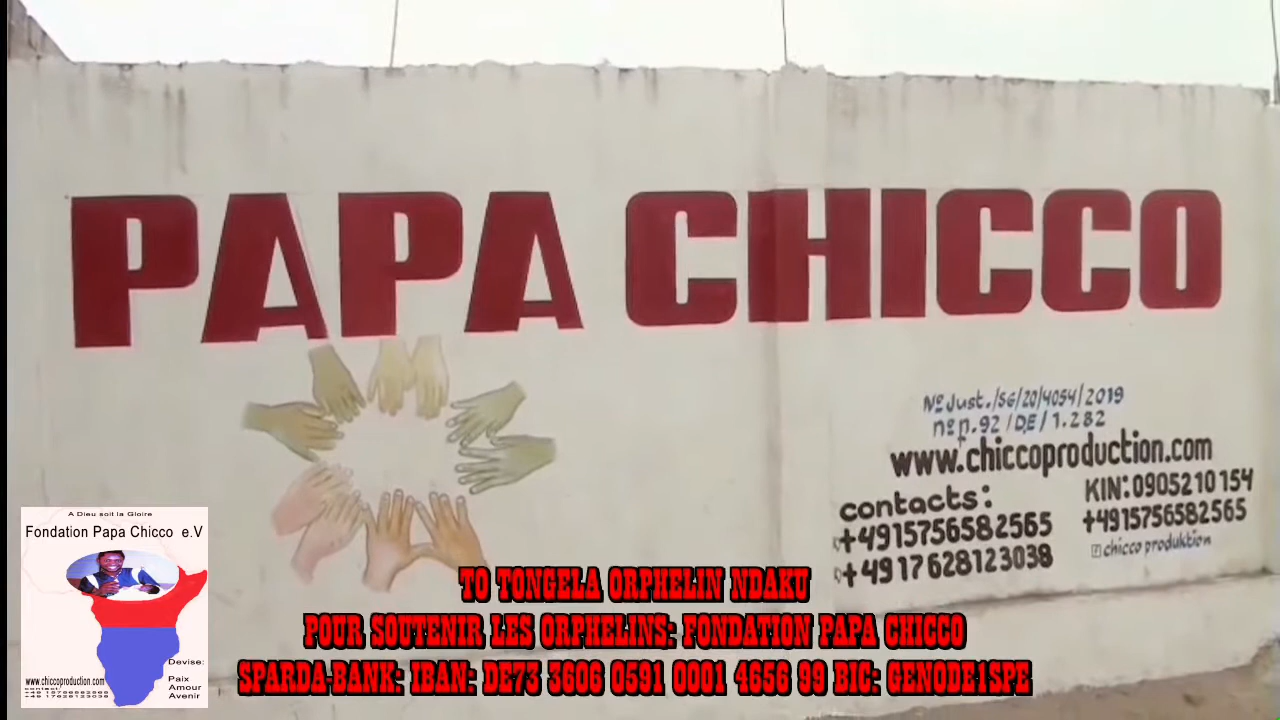 PAPA CHICCO
Nº Just./SG/20/4054/2019
nº p.92 /DE/1.282
www.chiccoproduction.com
contacts:
+4915756582565
+4917628123038
KIN:0905210154
+4915756582565
chicco produktion
A Dieu soit la Gloire
Fondation Papa Chicco e.V
Devise:
Paix
Amour
Avenir
www.chiccoproduction.com
TO TONGELA ORPHELIN NDAKU
POUR SOUTENIR LES ORPHELINS: FONDATION PAPA CHICCO
SPARDA-BANK: IBAN: DE73 3606 0591 0001 4656 99 BIC: GENODE1SPE